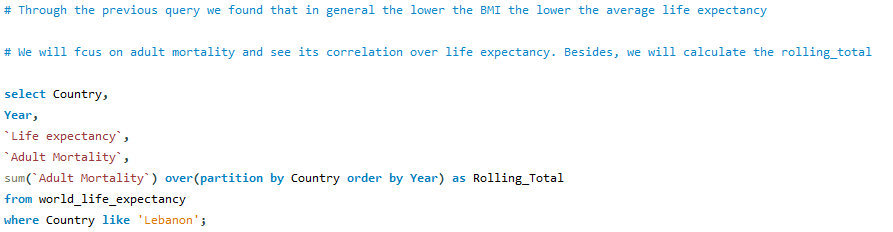 # Through the previous query we found that in general the lower the BMI the lower the average life expectancy
# We will fcus on adult mortality and see its correlation over life expectancy. Besides, we will calculate the rolling_total
select Country,
Year,
`Life expectancy`,
`Adult Mortality`,
sum(`Adult Mortality`) over(partition by Country order by Year) as Rolling_Total
from world_life_expectancy
where Country like 'Lebanon';